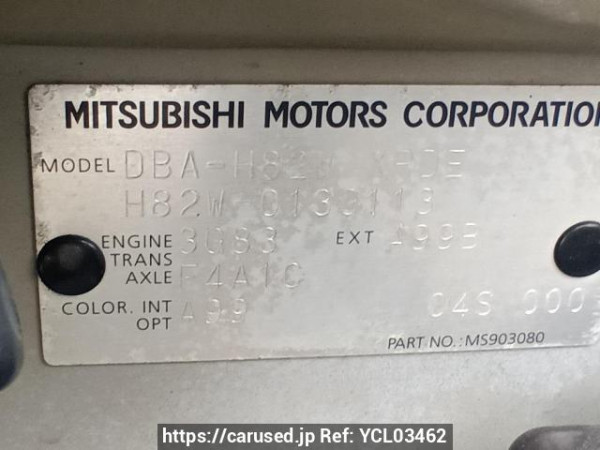 MITSUBISHI MOTORS CORPORATION
MODEL DBA-H82W
H82W
ENGINE 3G83 EXT A99B
TRANS
AXLE F4A1C
COLOR. INT A99
OPT 04S 000
PART NO.: MS903080
https://carused.jp Ref: YCL03462